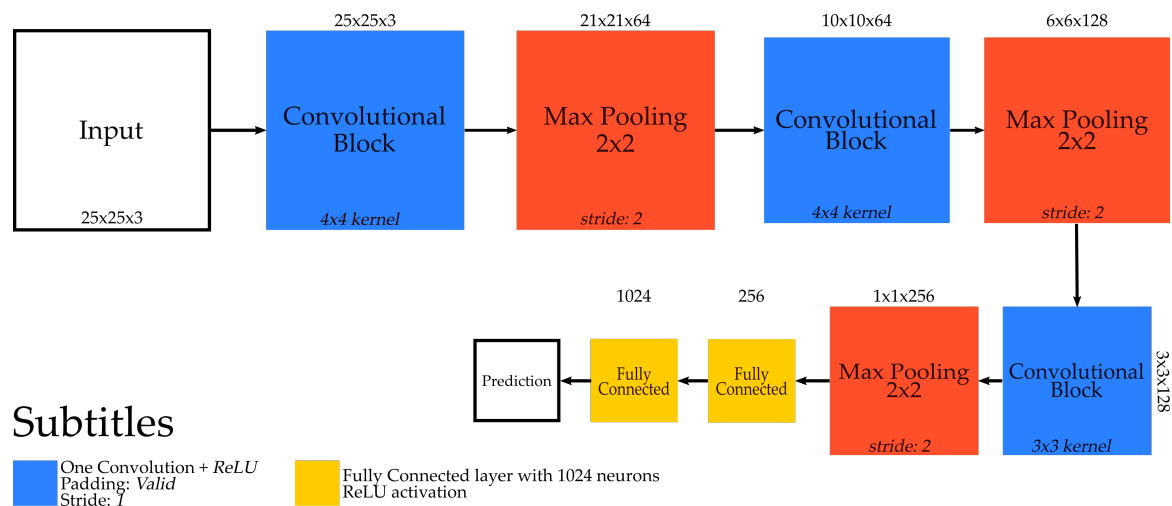 25x25x3
21x21x64
10x10x64
6x6x128
Input
25x25x3
Convolutional
Block
4x4 kernel
Max Pooling
2x2
stride: 2
Convolutional
Block
4x4 kernel
Max Pooling
2x2
stride: 2
1024
256
1x1x256
3x3x128
Prediction
Fully
Connected
Fully
Connected
Max Pooling
2x2
stride: 2
Convolutional
Block
3x3 kernel
Subtitles
One Convolution + ReLU
Padding: Valid
Stride: 1
Fully Connected layer with 1024 neurons
ReLU activation